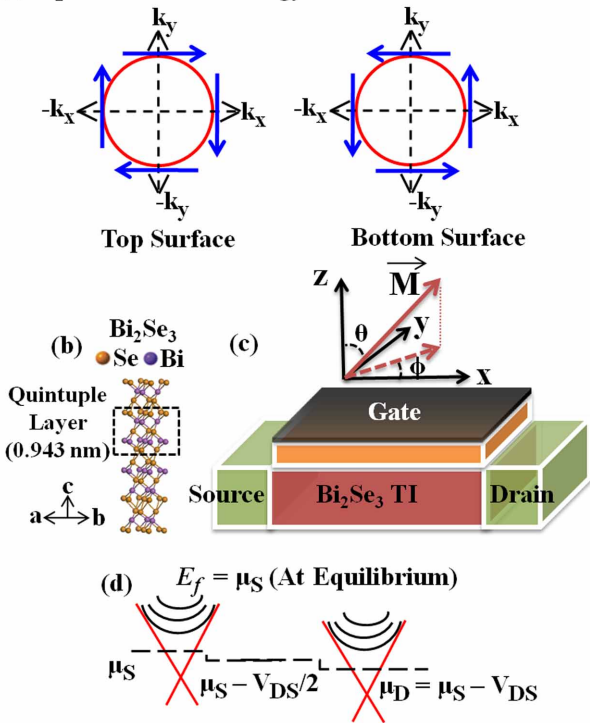 k_y k_y
-k_x k_x -k_x k_x
-k_y -k_y
Top Surface Bottom Surface
(b) Bi₂Se₃
Se Bi
Quintuple
Layer
(0.943 nm)
c
a b
(c) z M
θ y
ϕ x
Gate
Source Bi₂Se₃ TI Drain
(d) E_f = μ_S (At Equilibrium)
μ_S
μ_S – V_DS/2 μ_D = μ_S – V_DS